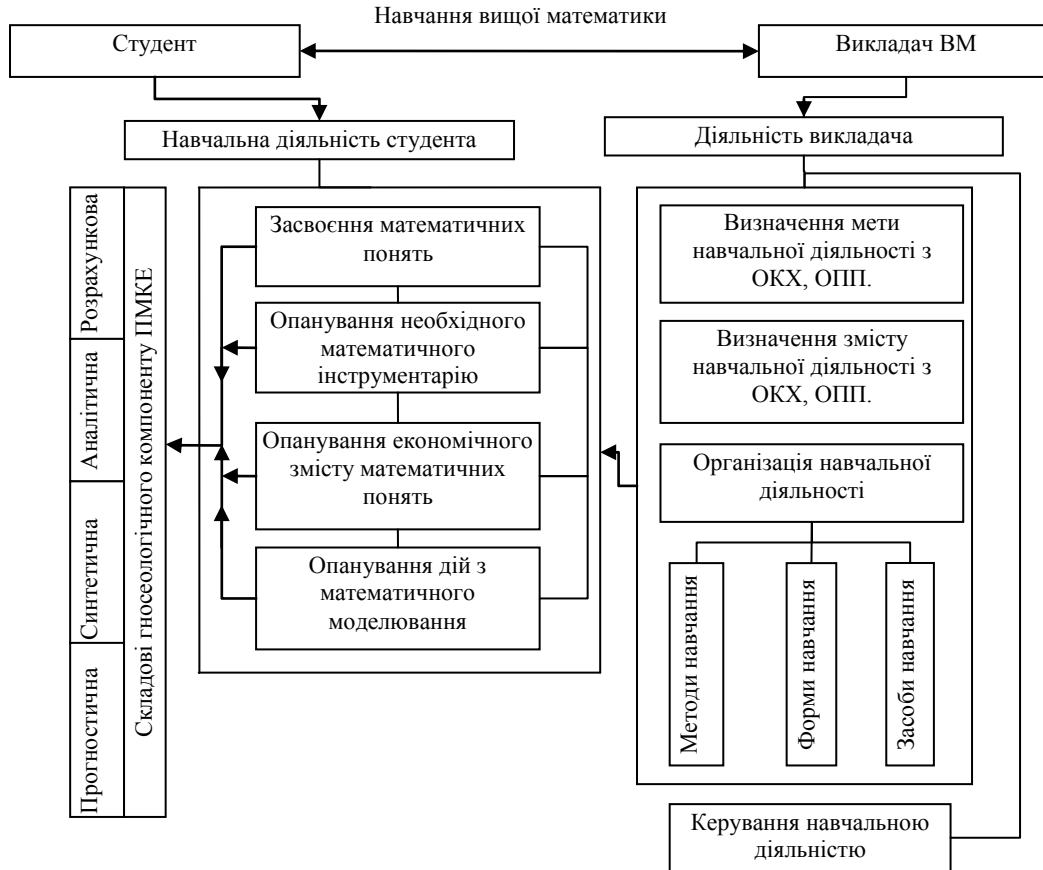 Навчання вищої математики
Студент
Викладач ВМ
Навчальна діяльність студента
Діяльність викладача
Розрахункова
Аналітична
Синтетична
Прогностична
Складові гносеологічного компоненту ПМКЕ
Засвоєння математичних
понять
Опанування необхідного
математичного
інструментарію
Опанування економічного
змісту математичних
понять
Опанування дій з
математичного
моделювання
Визначення мети
навчальної діяльності з
ОКХ, ОПП.
Визначення змісту
навчальної діяльності з
ОКХ, ОПП.
Організація навчальної
діяльності
Методи навчання
Форми навчання
Засоби навчання
Керування навчальною
діяльністю